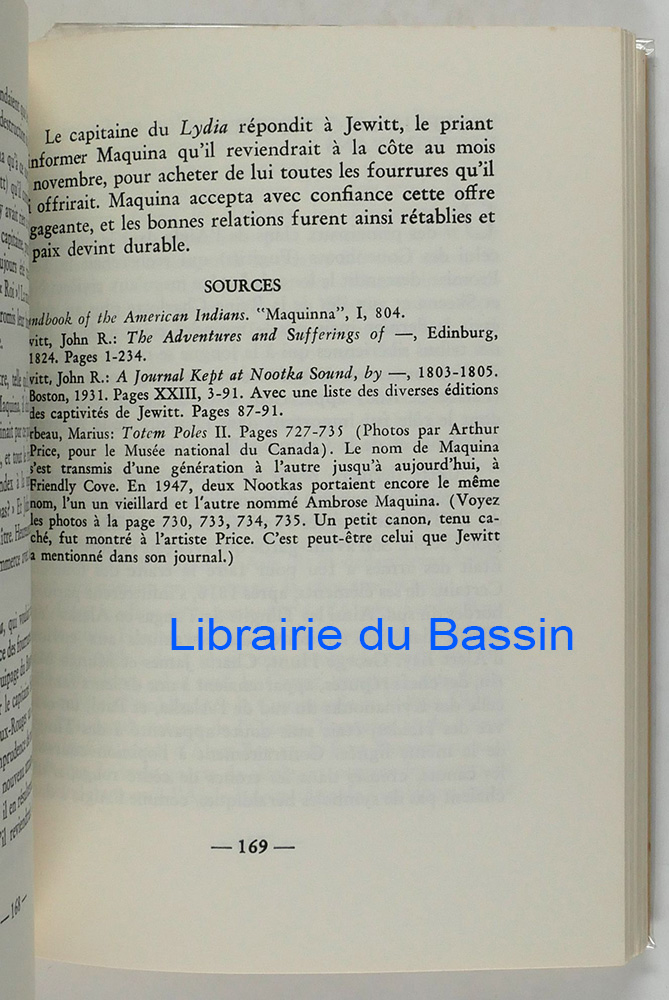 Le capitaine du Lydia répondit à Jewitt, le priant
informer Maquina qu'il reviendrait à la côte au mois
novembre, pour acheter de lui toutes les fourrures qu'il
offrirait. Maquina accepta avec confiance cette offre
gageante, et les bonnes relations furent ainsi rétablies et
paix devint durable.
SOURCES
ndbook of the American Indians. "Maquinna", I, 804.
vitt, John R.: The Adventures and Sufferings of —, Edinburg,
1824. Pages 1-234.
vitt, John R.: A Journal Kept at Nootka Sound, by —, 1803-1805.
Boston, 1931. Pages XXIII, 3-91. Avec une liste des diverses éditions
des captivités de Jewitt. Pages 87-91.
rbeau, Marius: Totem Poles II. Pages 727-735 (Photos par Arthur
Price, pour le Musée national du Canada). Le nom de Maquina
s'est transmis d'une génération à l'autre jusqu'à aujourd'hui, à
Friendly Cove. En 1947, deux Nootkas portaient encore le même
nom, l'un un vieillard et l'autre nommé Ambrose Maquina. (Voyez
les photos à la page 730, 733, 734, 735. Un petit canon, tenu ca-
ché, fut montré à l'artiste Price. C'est peut-être celui que Jewitt
a mentionné dans son journal.)
Librairie du Bassin
— 169 —
— 168 —